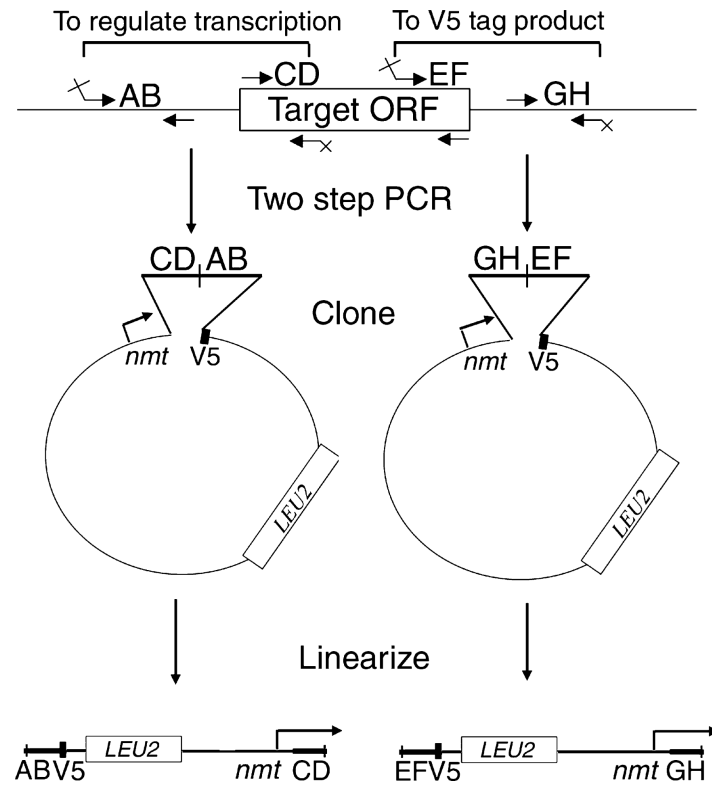 To regulate transcription
To V5 tag product
AB
CD
EF
GH
Target ORF
Two step PCR
CD AB
GH EF
Clone
nmt V5
nmt V5
LEU2
LEU2
Linearize
LEU2
LEU2
ABV5 nmt CD
EFV5 nmt GH